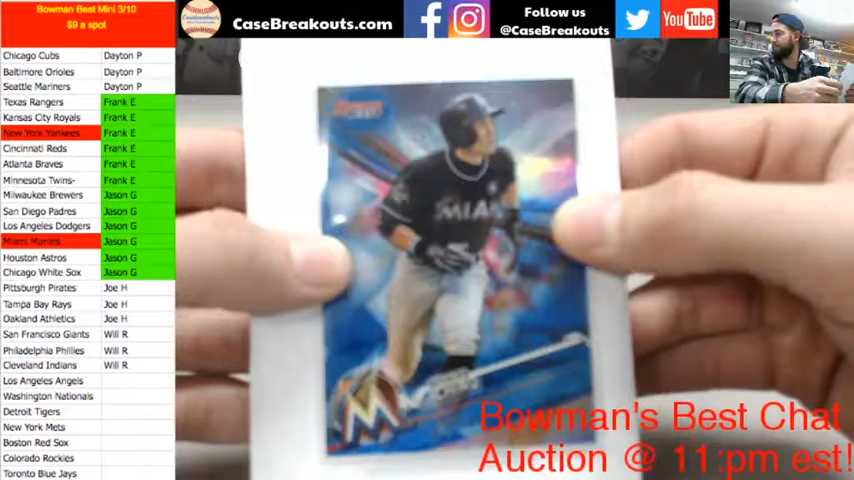 Bowman Best Mini 3/10
$9 a spot
Chicago Cubs Dayton P
Baltimore Orioles Dayton P
Seattle Mariners Dayton P
Texas Rangers Frank E
Kansas City Royals Frank E
New York Yankees Frank E
Cincinnati Reds Frank E
Atlanta Braves Frank E
Minnesota Twins- Frank E
Milwaukee Brewers Jason G
San Diego Padres Jason G
Los Angeles Dodgers Jason G
Miami Marlins Jason G
Houston Astros Jason G
Chicago White Sox Jason G
Pittsburgh Pirates Joe H
Tampa Bay Rays Joe H
Oakland Athletics Joe H
San Francisco Giants Will R
Philadelphia Phillies Will R
Cleveland Indians Will R
Los Angeles Angels
Washington Nationals
Detroit Tigers
New York Mets
Boston Red Sox
Colorado Rockies
Toronto Blue Jays
CaseBreakouts.com
Follow us
@CaseBreakouts
YouTube
MIAMI
Bowman's Best Chat
Auction @ 11:pm est!